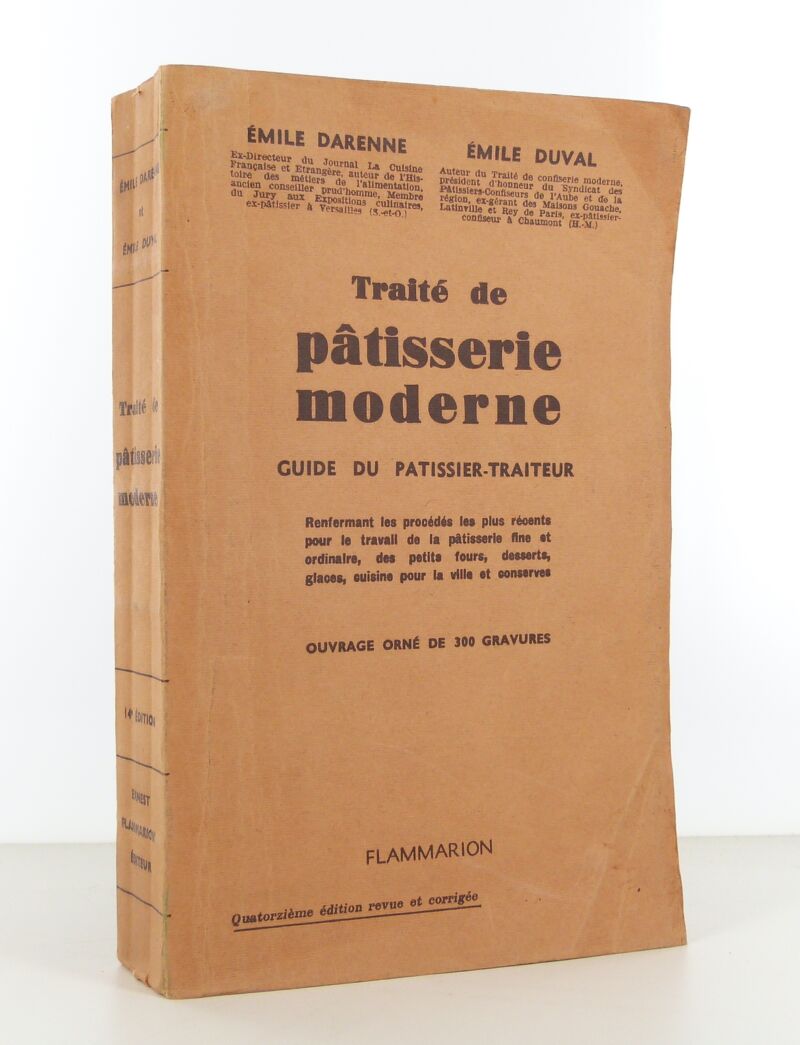 ÉMILE DARENNE
Ex-Directeur du Journal La Cuisine
Française et Etrangère, auteur de l'His-
toire des métiers de l'alimentation,
ancien conseiller prud'homme, Membre
du Jury aux Expositions culinaires,
ex-pâtissier à Versailles (S.-et-O.)
ÉMILE DUVAL
Auteur du Traité de confiserie moderne,
président d'honneur du Syndicat des
Pâtissiers-Confiseurs de l'Aube et de la
région, ex-gérant des Maisons Gouache,
Latinville et Rey de Paris, ex-pâtissier-
confiseur à Chaumont (H.-M.)
Traité de
pâtisserie
moderne
GUIDE DU PATISSIER-TRAITEUR
Renfermant les procédés les plus récents
pour le travail de la pâtisserie fine et
ordinaire, des petits fours, desserts,
glaces, cuisine pour la ville et conserves
OUVRAGE ORNÉ DE 300 GRAVURES
FLAMMARION
Quatorzième édition revue et corrigée
ÉMILE DARENNE
et
ÉMILE DUVAL
Traité de
pâtisserie
moderne
14e ÉDITION
ERNEST
FLAMMARION
ÉDITEUR